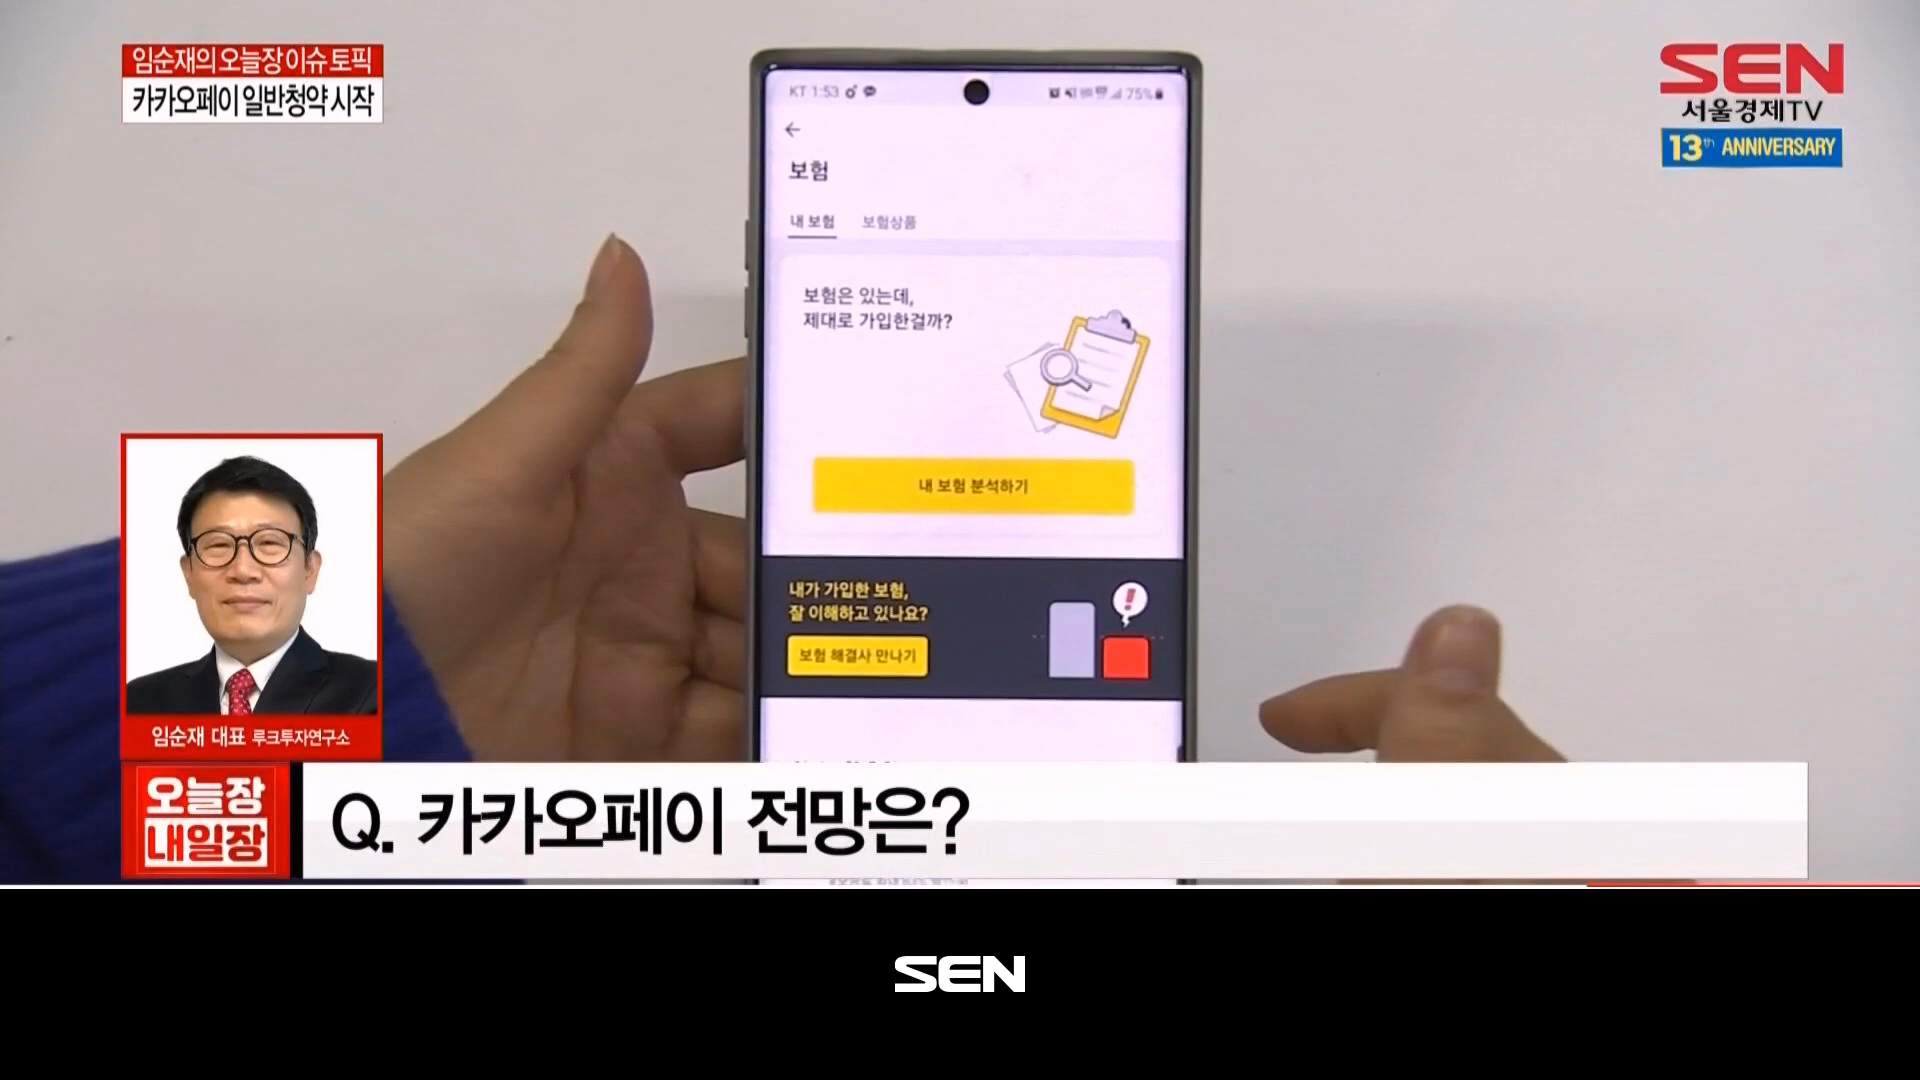 임순재의 오늘장 이슈 토픽
카카오페이 일반청약 시작
SEN
서울경제TV
13th ANNIVERSARY
KT 1:53
75%
보험
내 보험 보험상품
보험은 있는데,
제대로 가입한걸까?
내 보험 분석하기
내가 가입한 보험,
잘 이해하고 있나요?
보험 해결사 만나기
임순재 대표 루크투자연구소
오늘장
내일장
Q. 카카오페이 전망은?
SEN